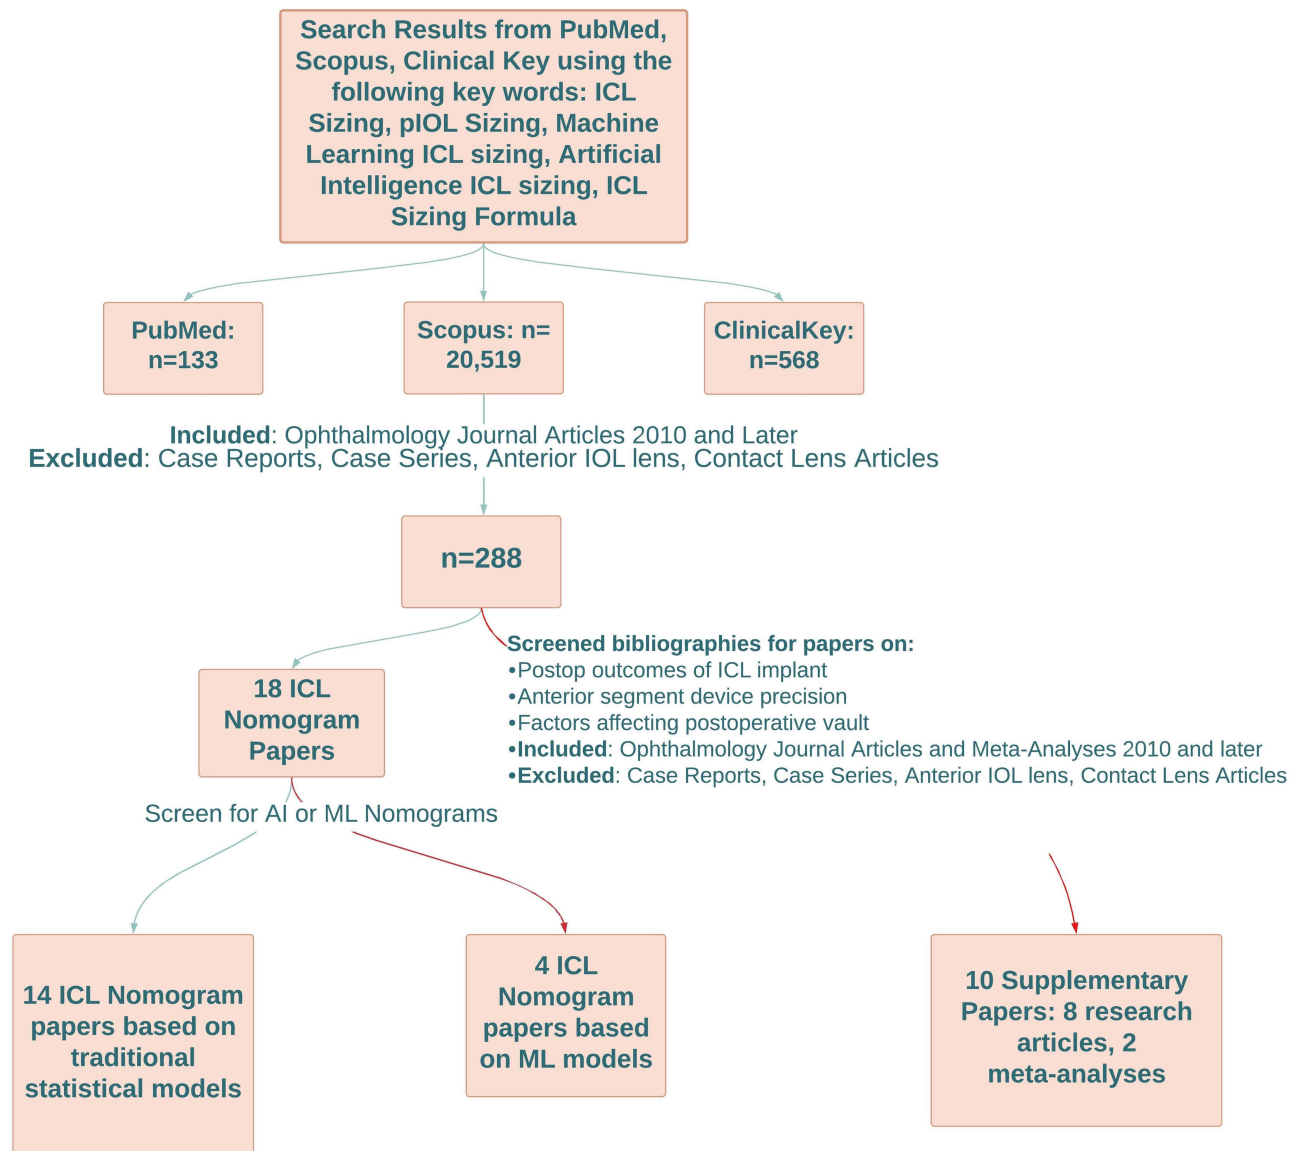 Search Results from PubMed,
Scopus, Clinical Key using the
following key words: ICL
Sizing, pIOL Sizing, Machine
Learning ICL sizing, Artificial
Intelligence ICL sizing, ICL
Sizing Formula
PubMed:
n=133
Scopus: n=
20,519
ClinicalKey:
n=568
Included: Ophthalmology Journal Articles 2010 and Later
Excluded: Case Reports, Case Series, Anterior IOL lens, Contact Lens Articles
n=288
Screened bibliographies for papers on:
•Postop outcomes of ICL implant
•Anterior segment device precision
•Factors affecting postoperative vault
•Included: Ophthalmology Journal Articles and Meta-Analyses 2010 and later
•Excluded: Case Reports, Case Series, Anterior IOL lens, Contact Lens Articles
18 ICL
Nomogram
Papers
Screen for AI or ML Nomograms
14 ICL Nomogram
papers based on
traditional
statistical models
4 ICL
Nomogram
papers based
on ML models
10 Supplementary
Papers: 8 research
articles, 2
meta-analyses